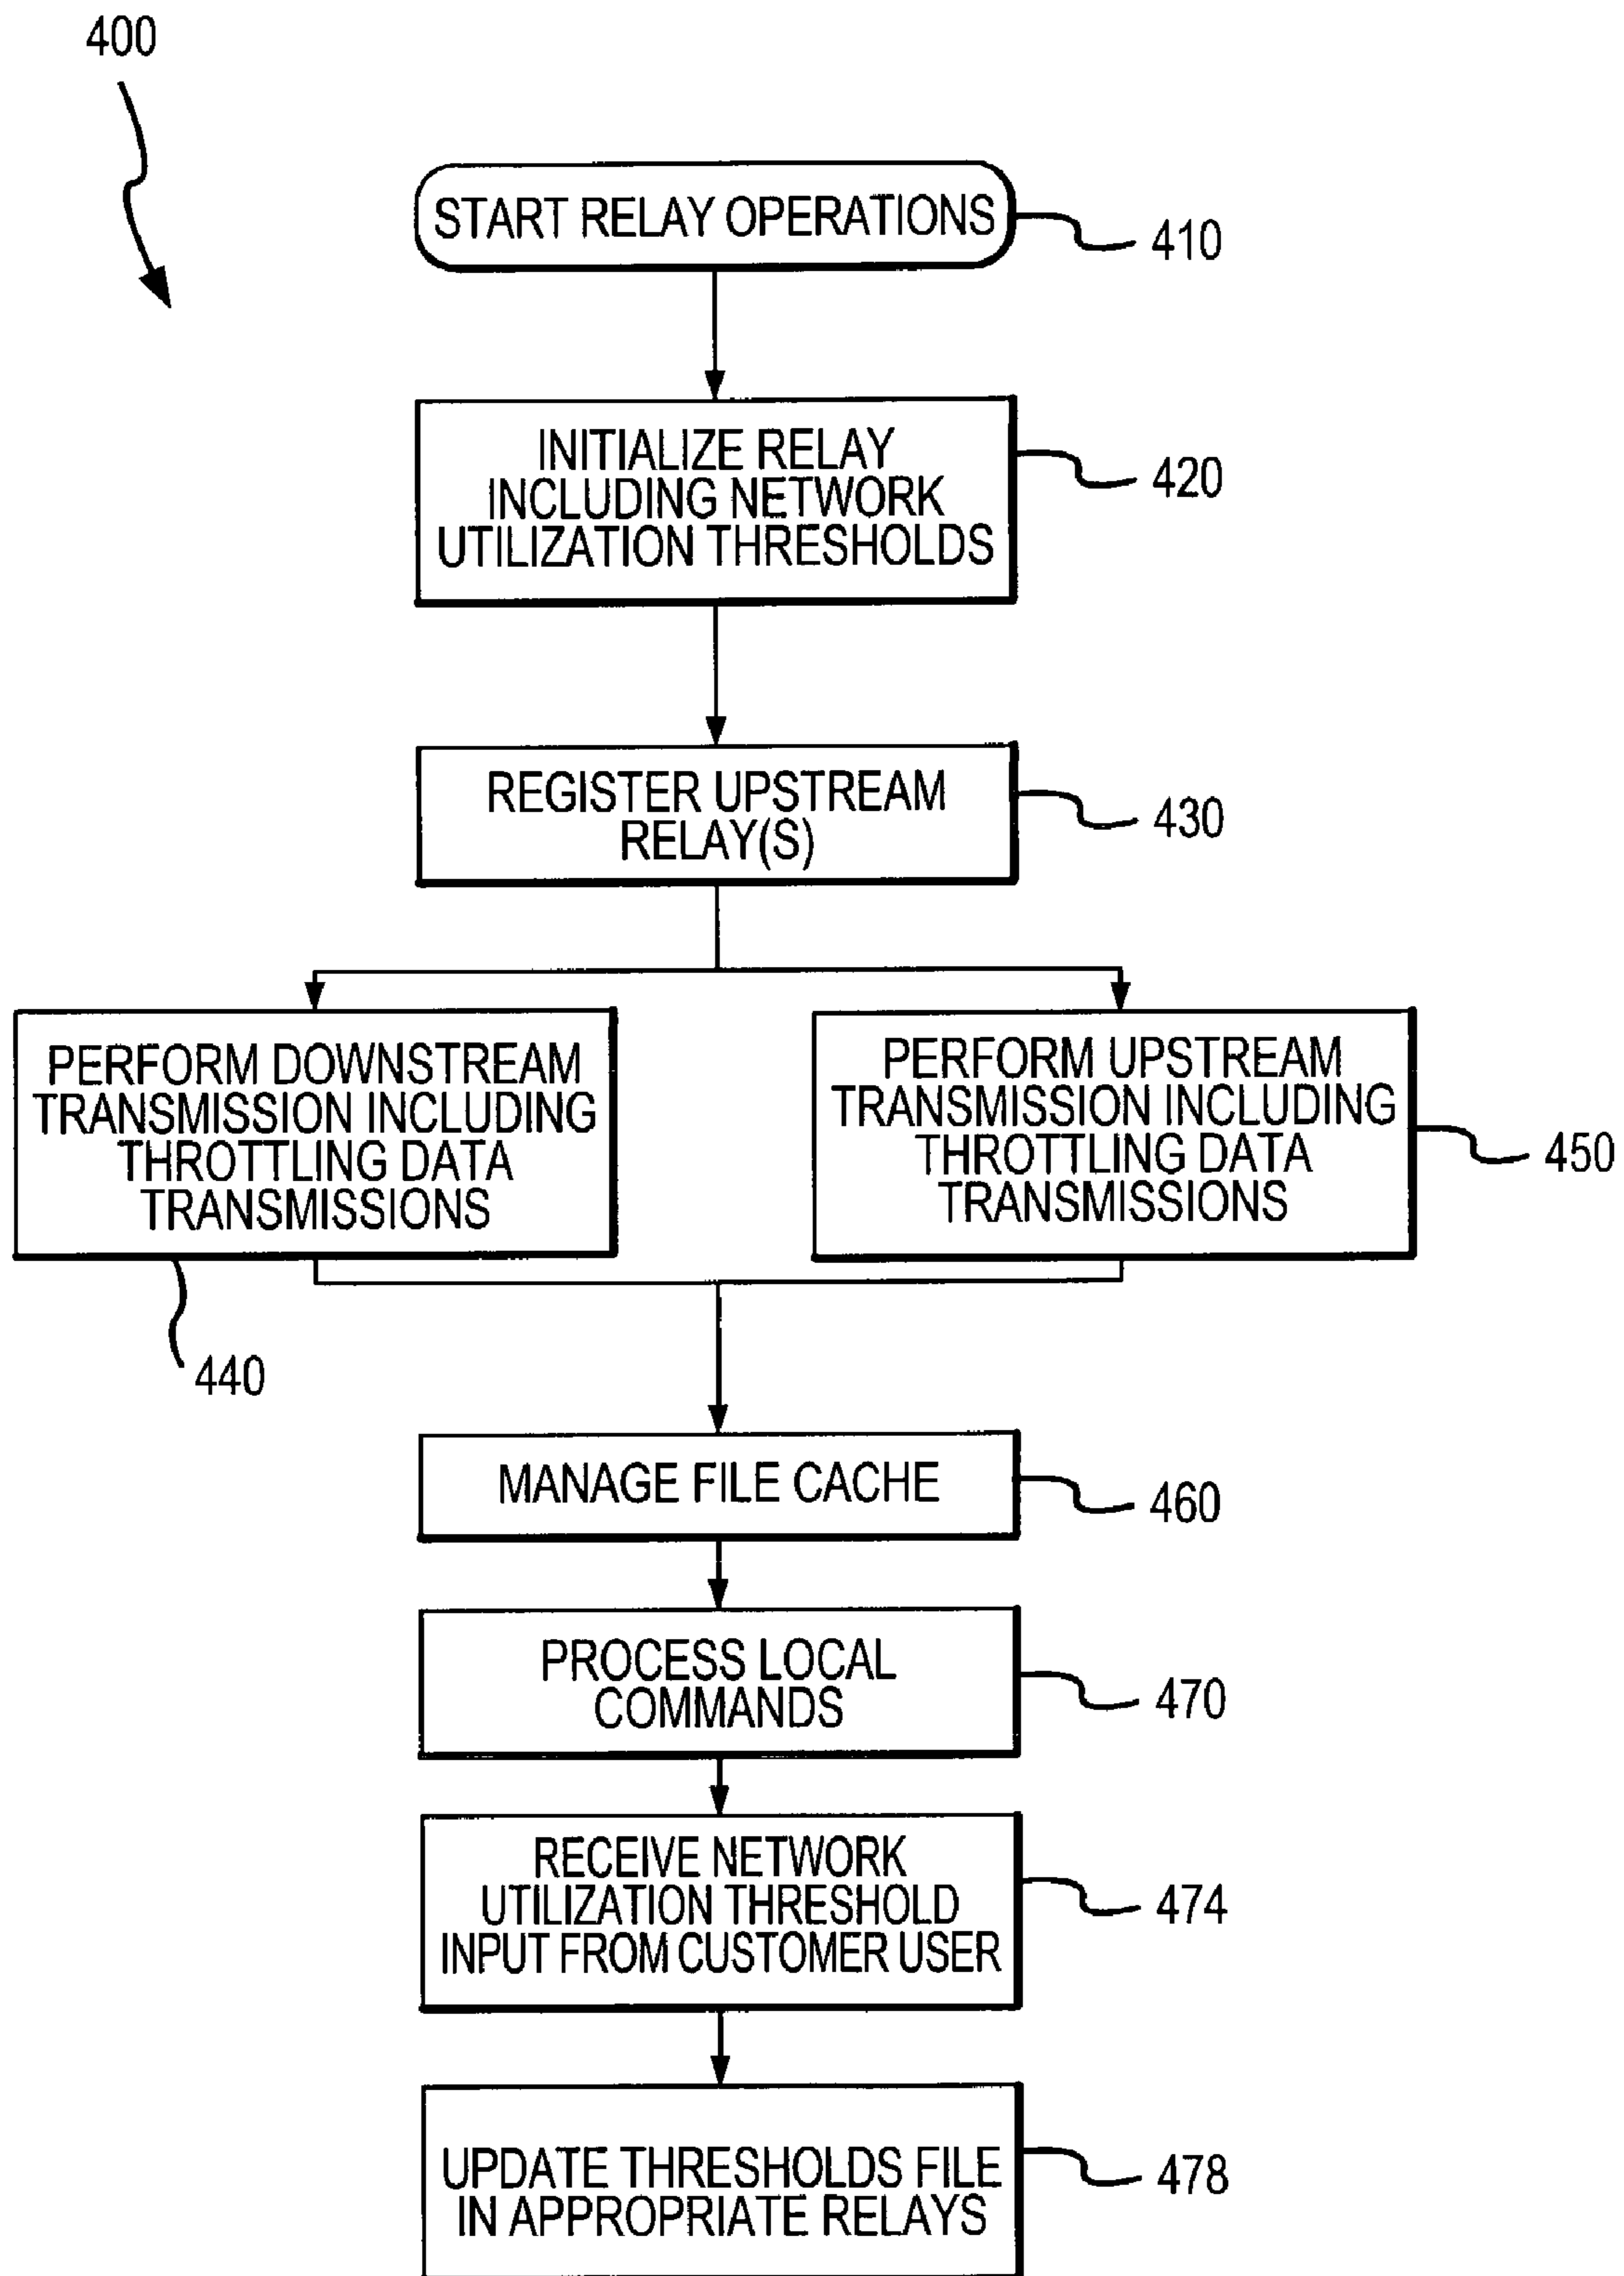 400
START RELAY OPERATIONS
410
INITIALIZE RELAY
INCLUDING NETWORK
UTILIZATION THRESHOLDS
420
REGISTER UPSTREAM
RELAY(S)
430
PERFORM DOWNSTREAM
TRANSMISSION INCLUDING
THROTTLING DATA
TRANSMISSIONS
440
PERFORM UPSTREAM
TRANSMISSION INCLUDING
THROTTLING DATA
TRANSMISSIONS
450
MANAGE FILE CACHE
460
PROCESS LOCAL
COMMANDS
470
RECEIVE NETWORK
UTILIZATION THRESHOLD
INPUT FROM CUSTOMER USER
474
UPDATE THRESHOLDS FILE
IN APPROPRIATE RELAYS
478